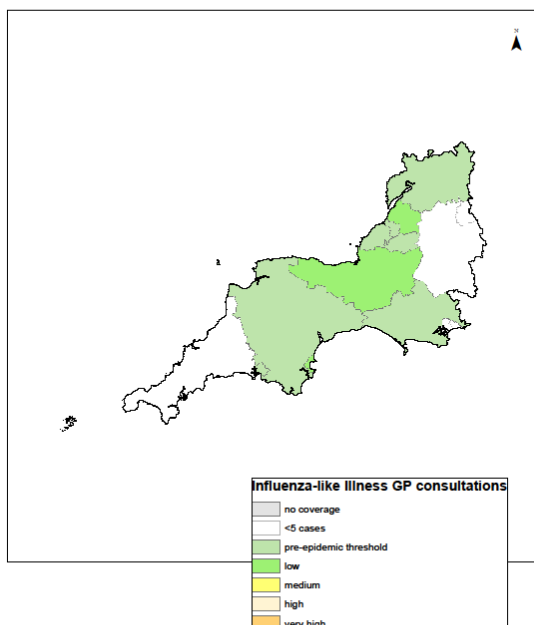 N
Influenza-like Illness GP consultations
no coverage
<5 cases
pre-epidemic threshold
low
medium
high
very high